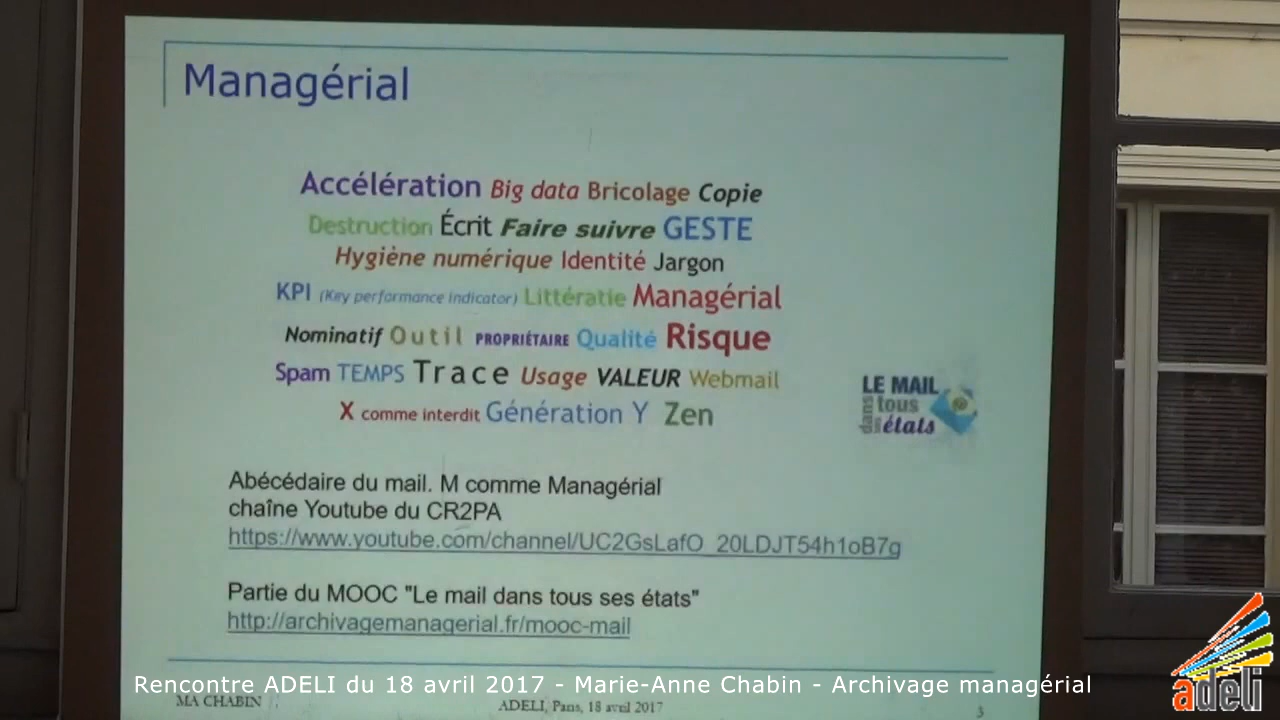 Managérial
Accélération Big data Bricolage Copie
Destruction Écrit Faire suivre GESTE
Hygiène numérique Identité Jargon
KPI (Key performance indicator) Littératie Managérial
Nominatif Outil PROPRIÉTAIRE Qualité Risque
Spam TEMPS Trace Usage VALEUR Webmail
X comme interdit Génération Y Zen
LE MAIL
dans tous
ses états
Abécédaire du mail. M comme Managérial
chaîne Youtube du CR2PA
https://www.youtube.com/channel/UC2GsLafO_20LDJT54h1oB7g
Partie du MOOC "Le mail dans tous ses états"
http://archivagemanagerial.fr/mooc-mail
Rencontre ADELI du 18 avril 2017 - Marie-Anne Chabin - Archivage managérial
MA CHABIN
ADELI, Paris, 18 avril 2017
3
adeli